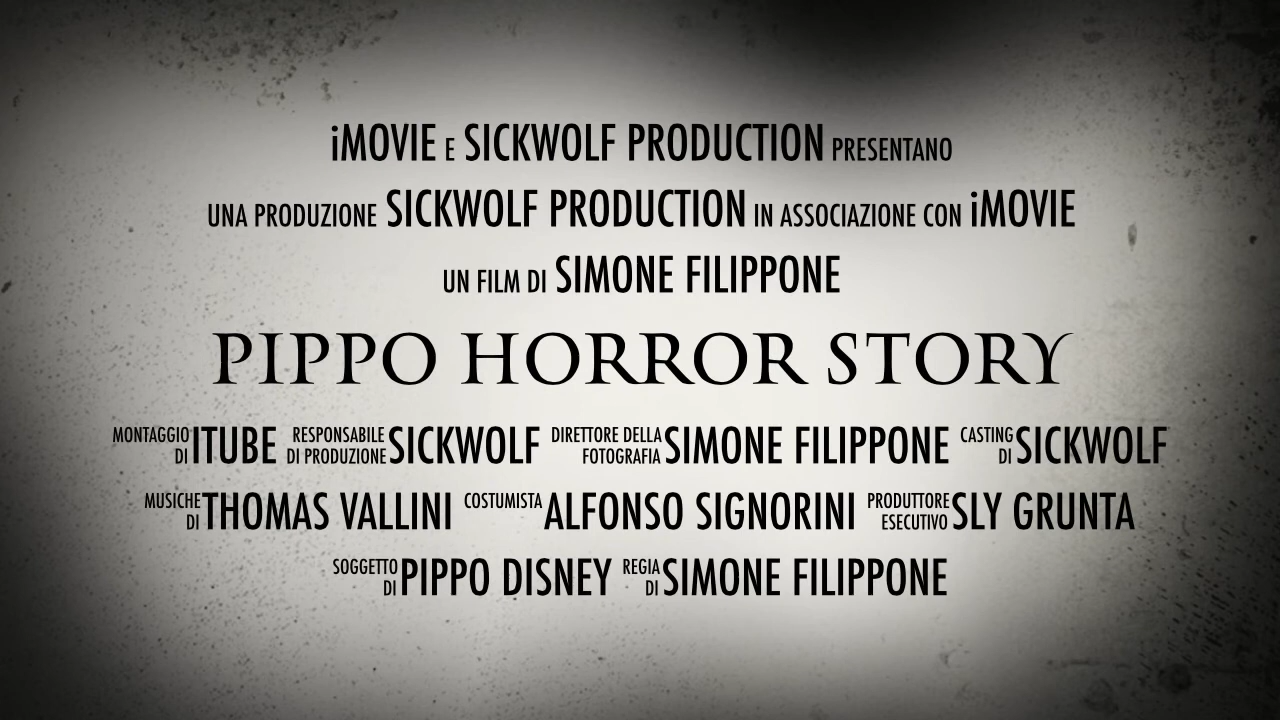 iMOVIE E SICKWOLF PRODUCTION PRESENTANO
UNA PRODUZIONE SICKWOLF PRODUCTION IN ASSOCIAZIONE CON iMOVIE
UN FILM DI SIMONE FILIPPONE
PIPPO HORROR STORY
MONTAGGIO DI ITUBE RESPONSABILE DI PRODUZIONE SICKWOLF DIRETTORE DELLA FOTOGRAFIA SIMONE FILIPPONE CASTING DI SICKWOLF
MUSICHE DI THOMAS VALLINI COSTUMISTA ALFONSO SIGNORINI PRODUTTORE ESECUTIVO SLY GRUNTA
SOGGETTO DI PIPPO DISNEY REGIA DI SIMONE FILIPPONE